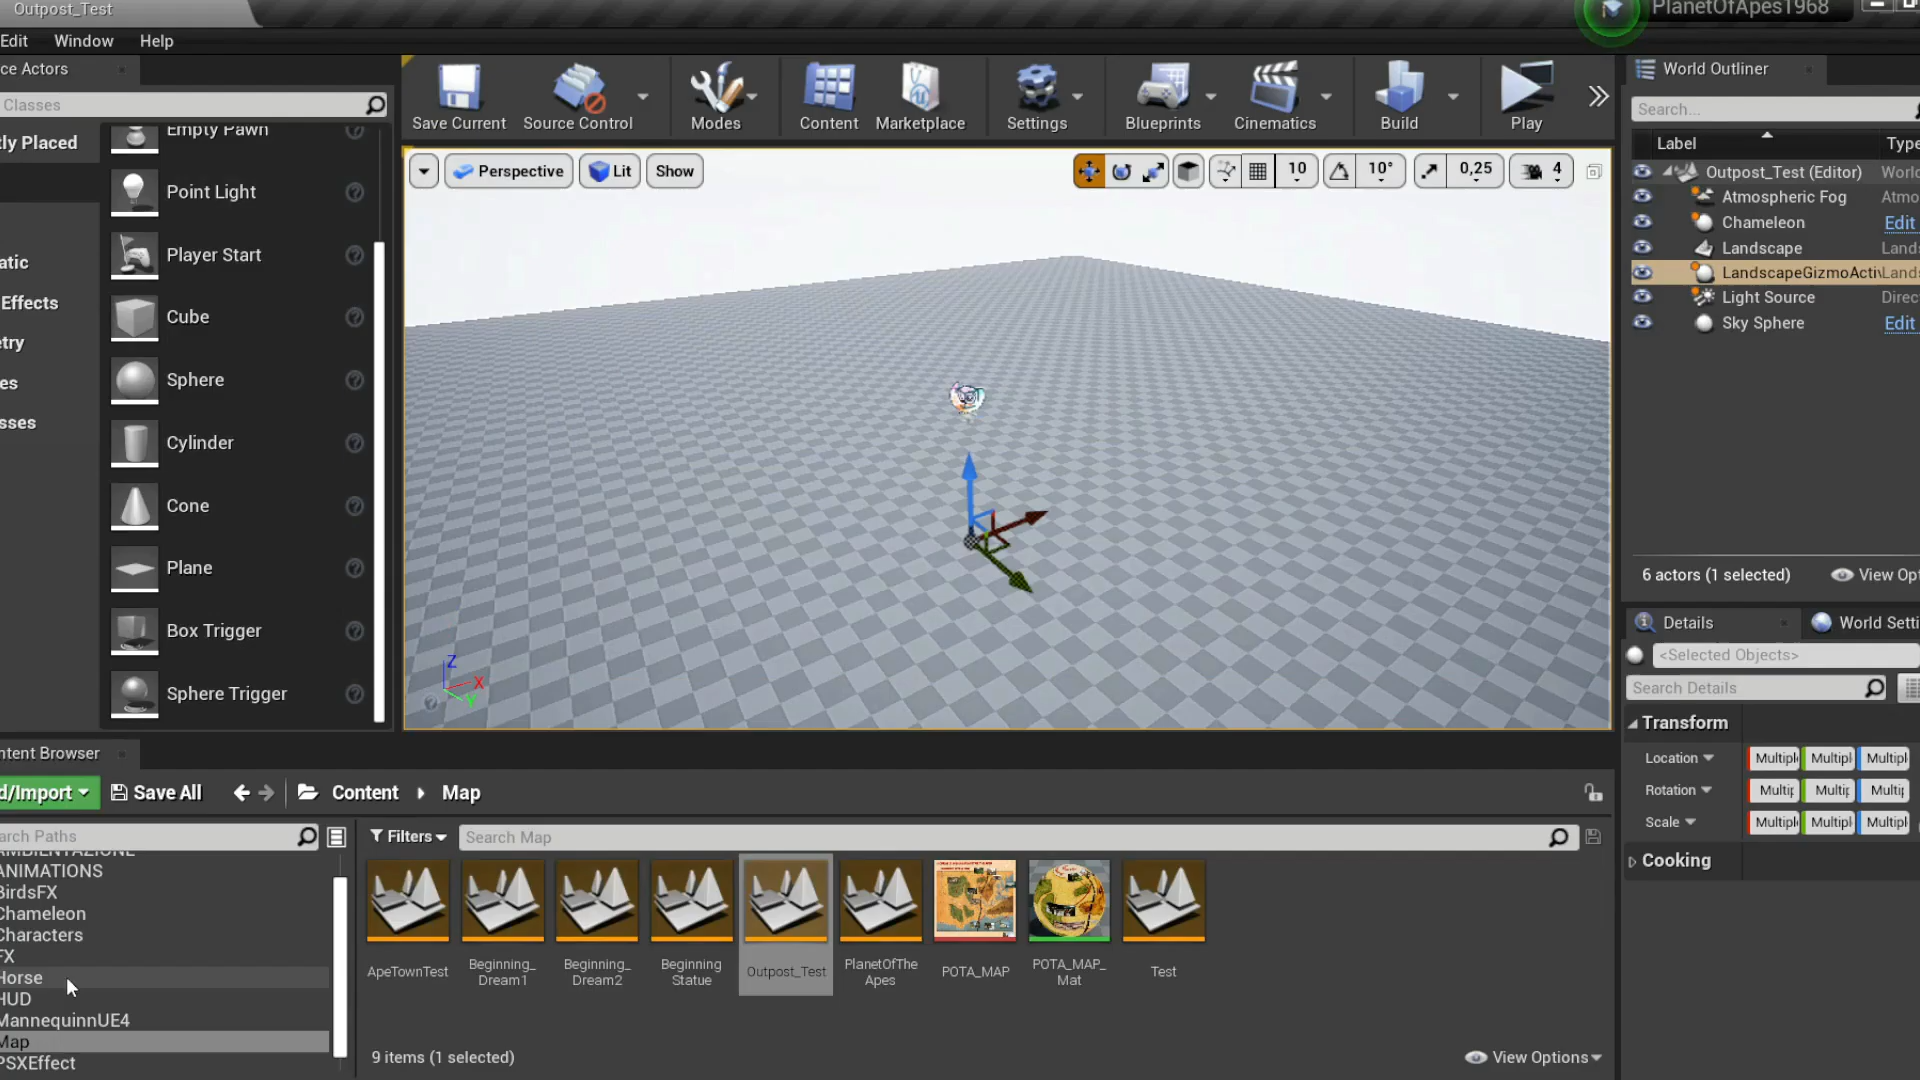 Outpost_Test
PlanetOfApes1968
Edit
Window
Help
ce Actors
Classes
tly Placed
atic
Effects
etry
es
sses
Empty Pawn
Point Light
Player Start
Cube
Sphere
Cylinder
Cone
Plane
Box Trigger
Sphere Trigger
Save Current
Source Control
Modes
Content
Marketplace
Settings
Blueprints
Cinematics
Build
Play
Perspective
Lit
Show
10
10°
0,25
4
Z
X
Y
World Outliner
Search...
Label
Type
Outpost_Test (Editor)
World
Atmospheric Fog
Atmo
Chameleon
Edit
Landscape
Lands
LandscapeGizmoActi
Lands
Light Source
Direc
Sky Sphere
Edit
6 actors (1 selected)
View Opt
Details
World Setti
<Selected Objects>
Search Details
Transform
Location
Multipl
Multipl
Multipl
Rotation
Multip
Multip
Multip
Scale
Multipl
Multipl
Multipl
Cooking
ntent Browser
d/Import
Save All
Content
Map
arch Paths
AMBIENTAZIONE
ANIMATIONS
BirdsFX
Chameleon
Characters
FX
Horse
HUD
MannequinnUE4
Map
PSXEffect
Filters
Search Map
ApeTownTest
Beginning_
Dream1
Beginning_
Dream2
Beginning
Statue
Outpost_Test
PlanetOfThe
Apes
POTA_MAP
POTA_MAP_
Mat
Test
9 items (1 selected)
View Options